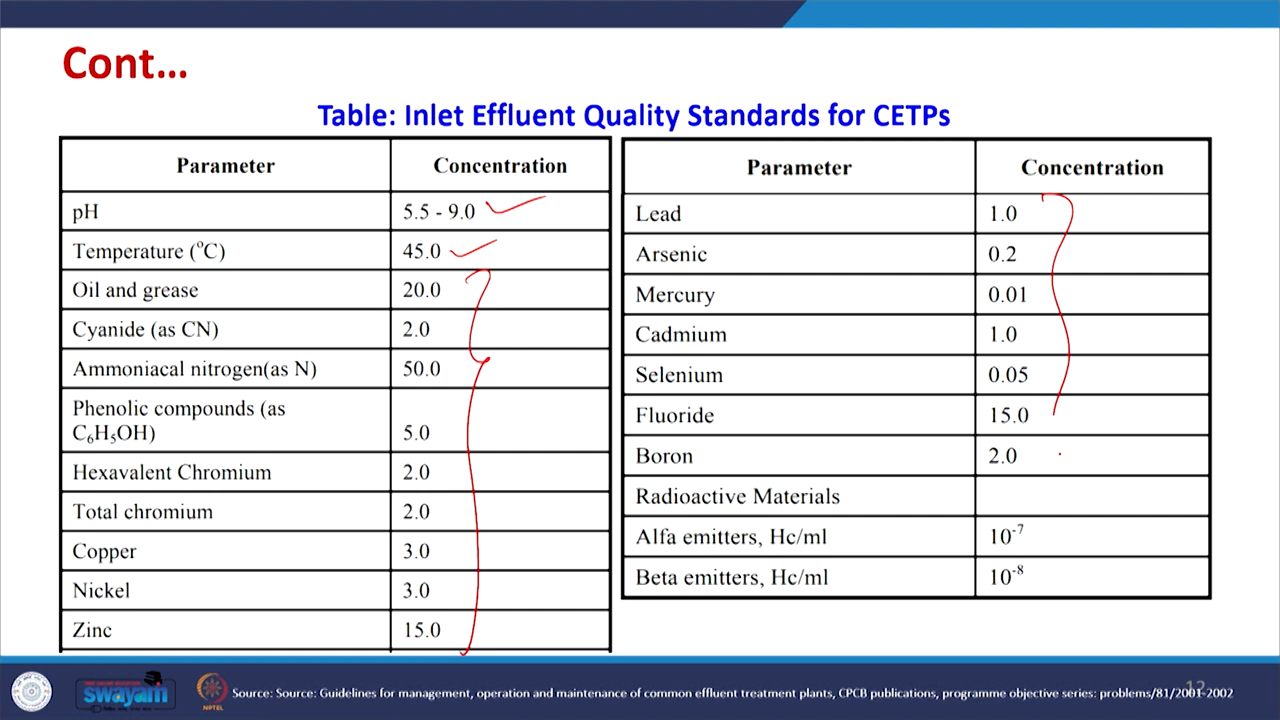 Cont...
Table: Inlet Effluent Quality Standards for CETPs
Parameter Concentration
pH 5.5 - 9.0
Temperature (°C) 45.0
Oil and grease 20.0
Cyanide (as CN) 2.0
Ammoniacal nitrogen(as N) 50.0
Phenolic compounds (as
C₆H₅OH) 5.0
Hexavalent Chromium 2.0
Total chromium 2.0
Copper 3.0
Nickel 3.0
Zinc 15.0
Parameter Concentration
Lead 1.0
Arsenic 0.2
Mercury 0.01
Cadmium 1.0
Selenium 0.05
Fluoride 15.0
Boron 2.0
Radioactive Materials
Alfa emitters, Hc/ml 10⁻⁷
Beta emitters, Hc/ml 10⁻⁸
swayam
NPTEL
Source: Source: Guidelines for management, operation and maintenance of common effluent treatment plants, CPCB publications, programme objective series: problems/81/2001-2002
12